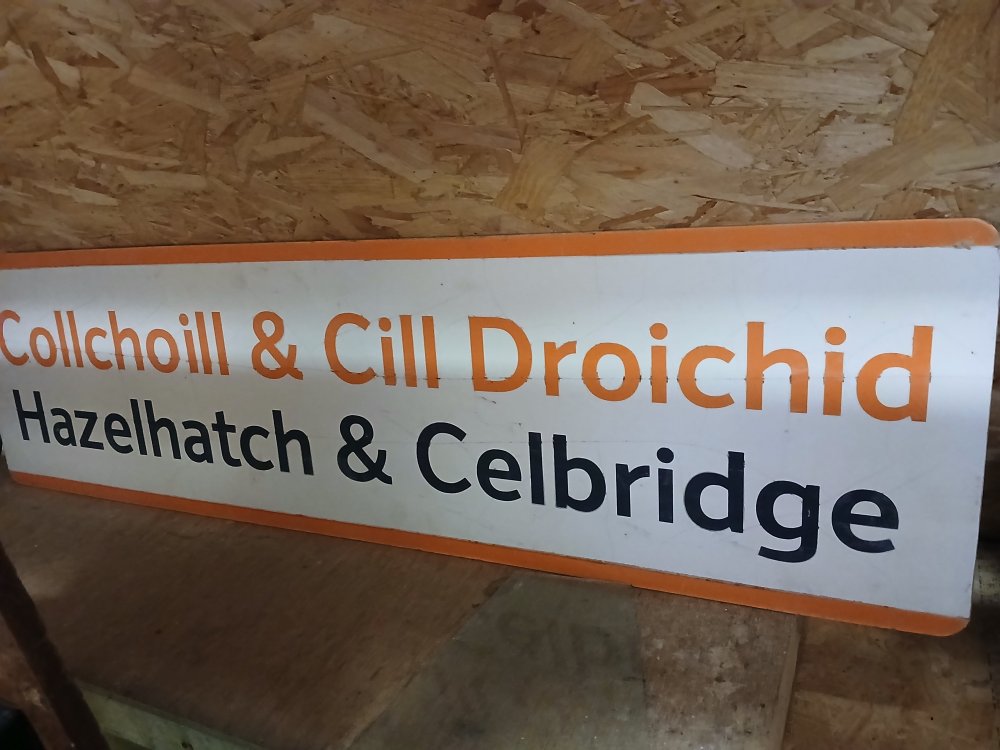 Collchoill & Cill Droichid
Hazelhatch & Celbridge